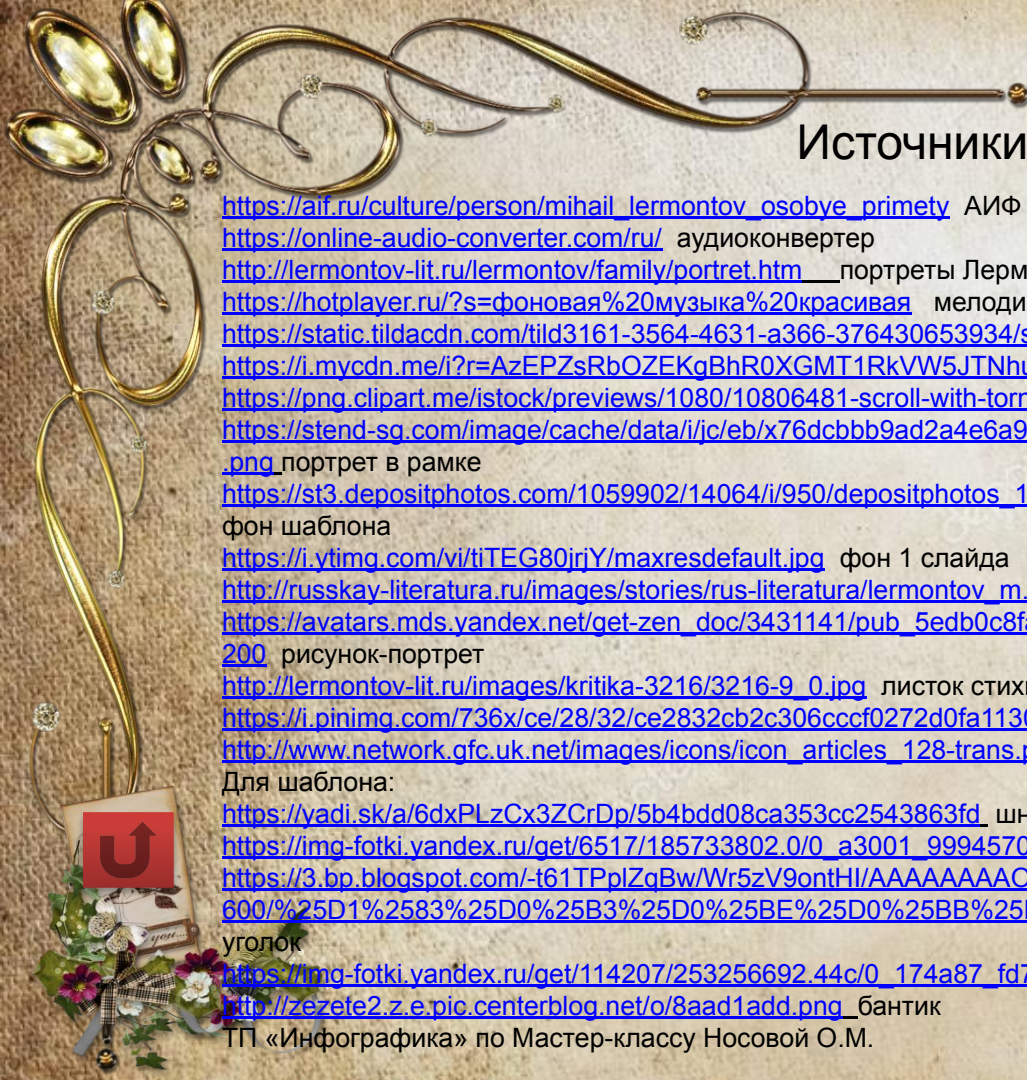 Источники
https://aif.ru/culture/person/mihail_lermontov_osobye_primety АИФ
https://online-audio-converter.com/ru/ аудиоконвертер
http://lermontov-lit.ru/lermontov/family/portret.htm портреты Лерм
https://hotplayer.ru/?s=фоновая%20музыка%20красивая мелоди
https://static.tildacdn.com/tild3161-3564-4631-a366-376430653934/s
https://i.mycdn.me/i?r=AzEPZsRbOZEKgBhR0XGMT1RkVW5JTNhu
https://png.clipart.me/istock/previews/1080/10806481-scroll-with-torn
https://stend-sg.com/image/cache/data/i/jc/eb/x76dcbbb9ad2a4e6a9
.png портрет в рамке
https://st3.depositphotos.com/1059902/14064/i/950/depositphotos_1
фон шаблона
https://i.ytimg.com/vi/tiTEG80jrjY/maxresdefault.jpg фон 1 слайда
http://russkay-literatura.ru/images/stories/rus-literatura/lermontov_m.
https://avatars.mds.yandex.net/get-zen_doc/3431141/pub_5edb0c8fa
200 рисунок-портрет
http://lermontov-lit.ru/images/kritika-3216/3216-9_0.jpg листок стихи
https://i.pinimg.com/736x/ce/28/32/ce2832cb2c306cccf0272d0fa1130
http://www.network.gfc.uk.net/images/icons/icon_articles_128-trans.p
Для шаблона:
https://yadi.sk/a/6dxPLzCx3ZCrDp/5b4bdd08ca353cc2543863fd шн
https://img-fotki.yandex.ru/get/6517/185733802.0/0_a3001_9994570
https://3.bp.blogspot.com/-t61TPplZqBw/Wr5zV9ontHI/AAAAAAAAC
600/%25D1%2583%25D0%25B3%25D0%25BE%25D0%25BB%25
уголок
https://img-fotki.yandex.ru/get/114207/253256692.44c/0_174a87_fd7
http://zezete2.z.e.pic.centerblog.net/o/8aad1add.png бантик
ТП «Инфографика» по Мастер-классу Носовой О.М.
you...